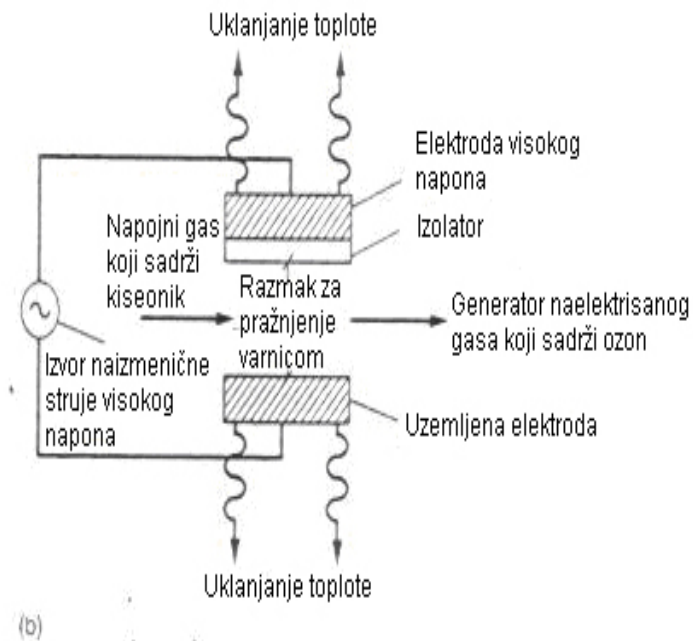 Uklanjanje toplote
Elektroda visokog
napona
Izolator
Napojni gas
koji sadrži
kiseonik
Razmak za
pražnjenje
varnicom
Generator naelektrisanog
gasa koji sadrži ozon
Izvor naizmenične
struje visokog
napona
Uzemljena elektroda
Uklanjanje toplote
(b)